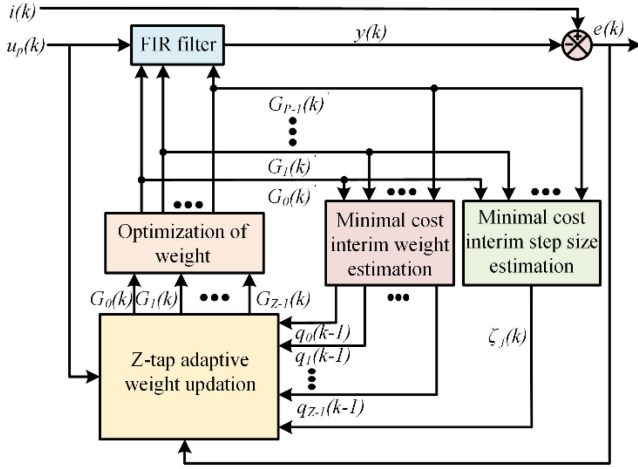 i(k)
e(k)
u_p(k)
FIR filter
y(k)
G_{P-1}(k)'
G_1(k)'
G_0(k)'
Optimization of
weight
Minimal cost
interim weight
estimation
Minimal cost
interim step size
estimation
G_0(k) G_1(k) G_{Z-1}(k)
q_0(k-1)
q_1(k-1)
q_{Z-1}(k-1)
ζ_j(k)
Z-tap adaptive
weight updation